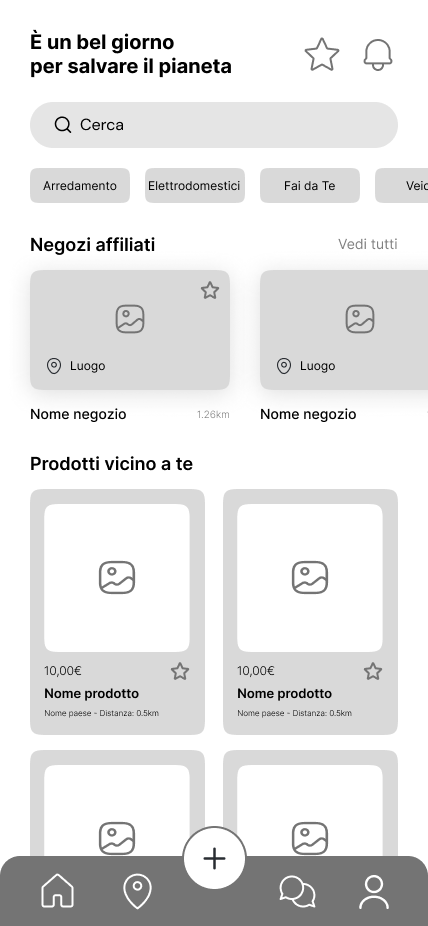 È un bel giorno
per salvare il pianeta
Cerca
Arredamento
Elettrodomestici
Fai da Te
Veic
Negozi affiliati
Vedi tutti
Luogo
Luogo
Nome negozio
1.26km
Nome negozio
Prodotti vicino a te
10,00€
Nome prodotto
Nome paese - Distanza: 0.5km
10,00€
Nome prodotto
Nome paese - Distanza: 0.5km